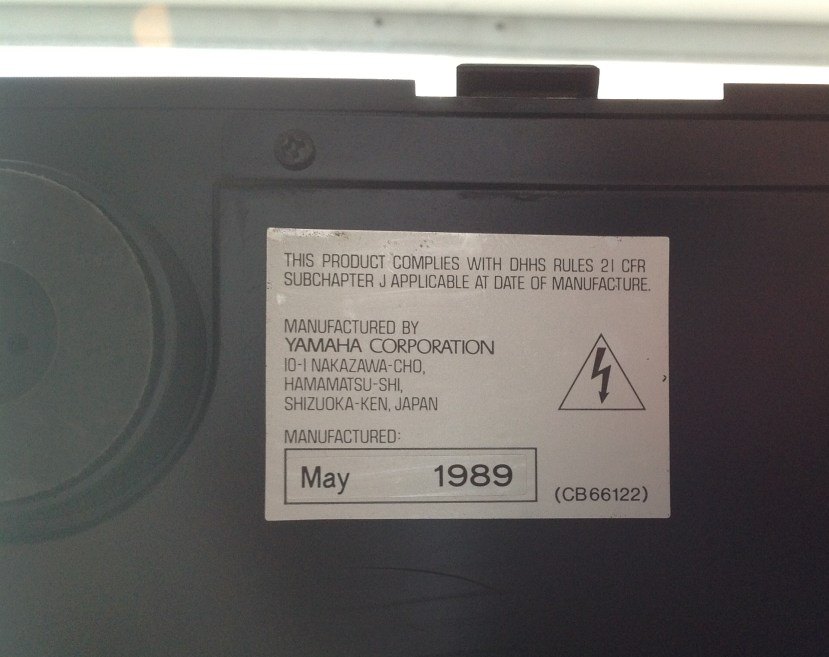 THIS PRODUCT COMPLIES WITH DHHS RULES 21 CFR
SUBCHAPTER J APPLICABLE AT DATE OF MANUFACTURE.
MANUFACTURED BY
YAMAHA CORPORATION
10-1 NAKAZAWA-CHO,
HAMAMATSU-SHI,
SHIZUOKA-KEN, JAPAN
MANUFACTURED:
May 1989
(CB66122)